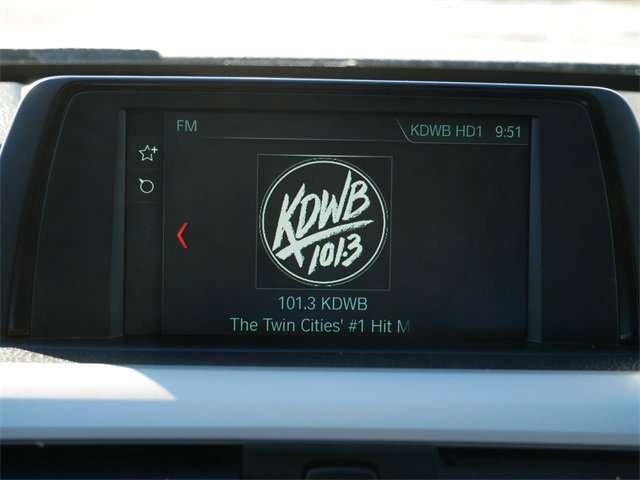 FM
KDWB HD1 9:51
KDWB
101.3
101.3 KDWB
The Twin Cities' #1 Hit M